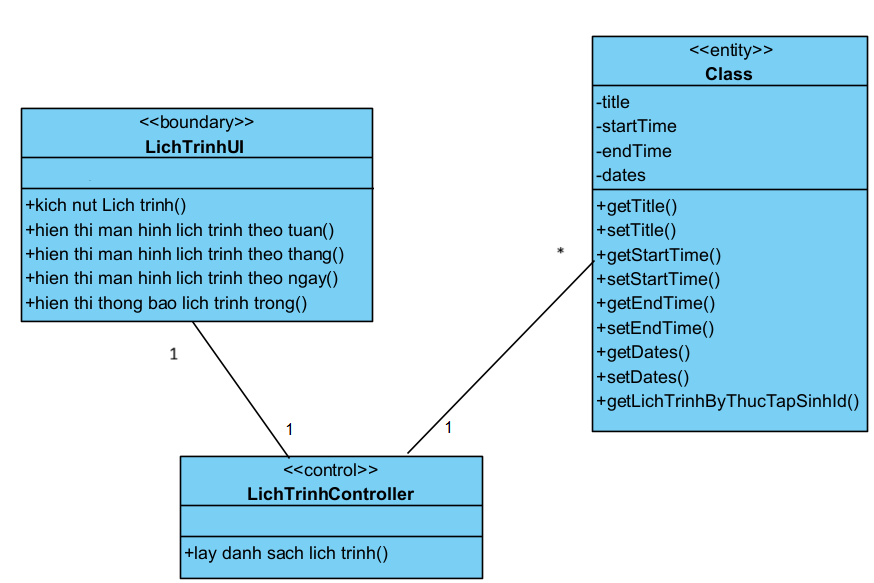 <<boundary>>
LichTrinhUI
+kich nut Lich trinh()
+hien thi man hinh lich trinh theo tuan()
+hien thi man hinh lich trinh theo thang()
+hien thi man hinh lich trinh theo ngay()
+hien thi thong bao lich trinh trong()
<<entity>>
Class
-title
-startTime
-endTime
-dates
+getTitle()
+setTitle()
+getStartTime()
+setStartTime()
+getEndTime()
+setEndTime()
+getDates()
+setDates()
+getLichTrinhByThucTapSinhId()
*
1
1
1
<<control>>
LichTrinhController
+lay danh sach lich trinh()